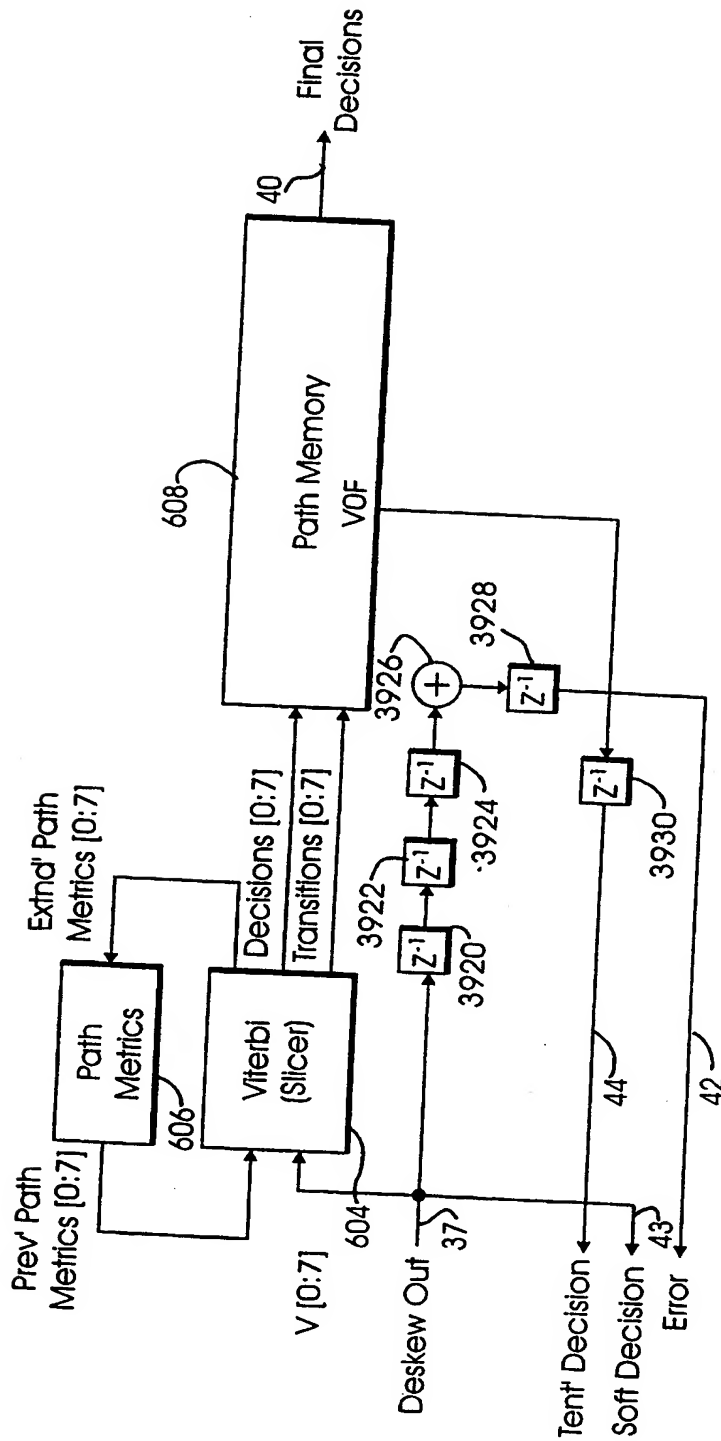 Prev' Path
Metrics [0:7]
Extnd' Path
Metrics [0:7]
Path
Metrics
606
V [0:7]
Viterbi
(Slicer)
604
Decisions [0:7]
Transitions [0:7]
608
Path Memory
VOF
40
Final
Decisions
Deskew Out
37
Z-1
3920
Z-1
3922
Z-1
3924
+
3926
Z-1
3928
Z-1
3930
Tent' Decision
44
Soft Decision
43
Error
42